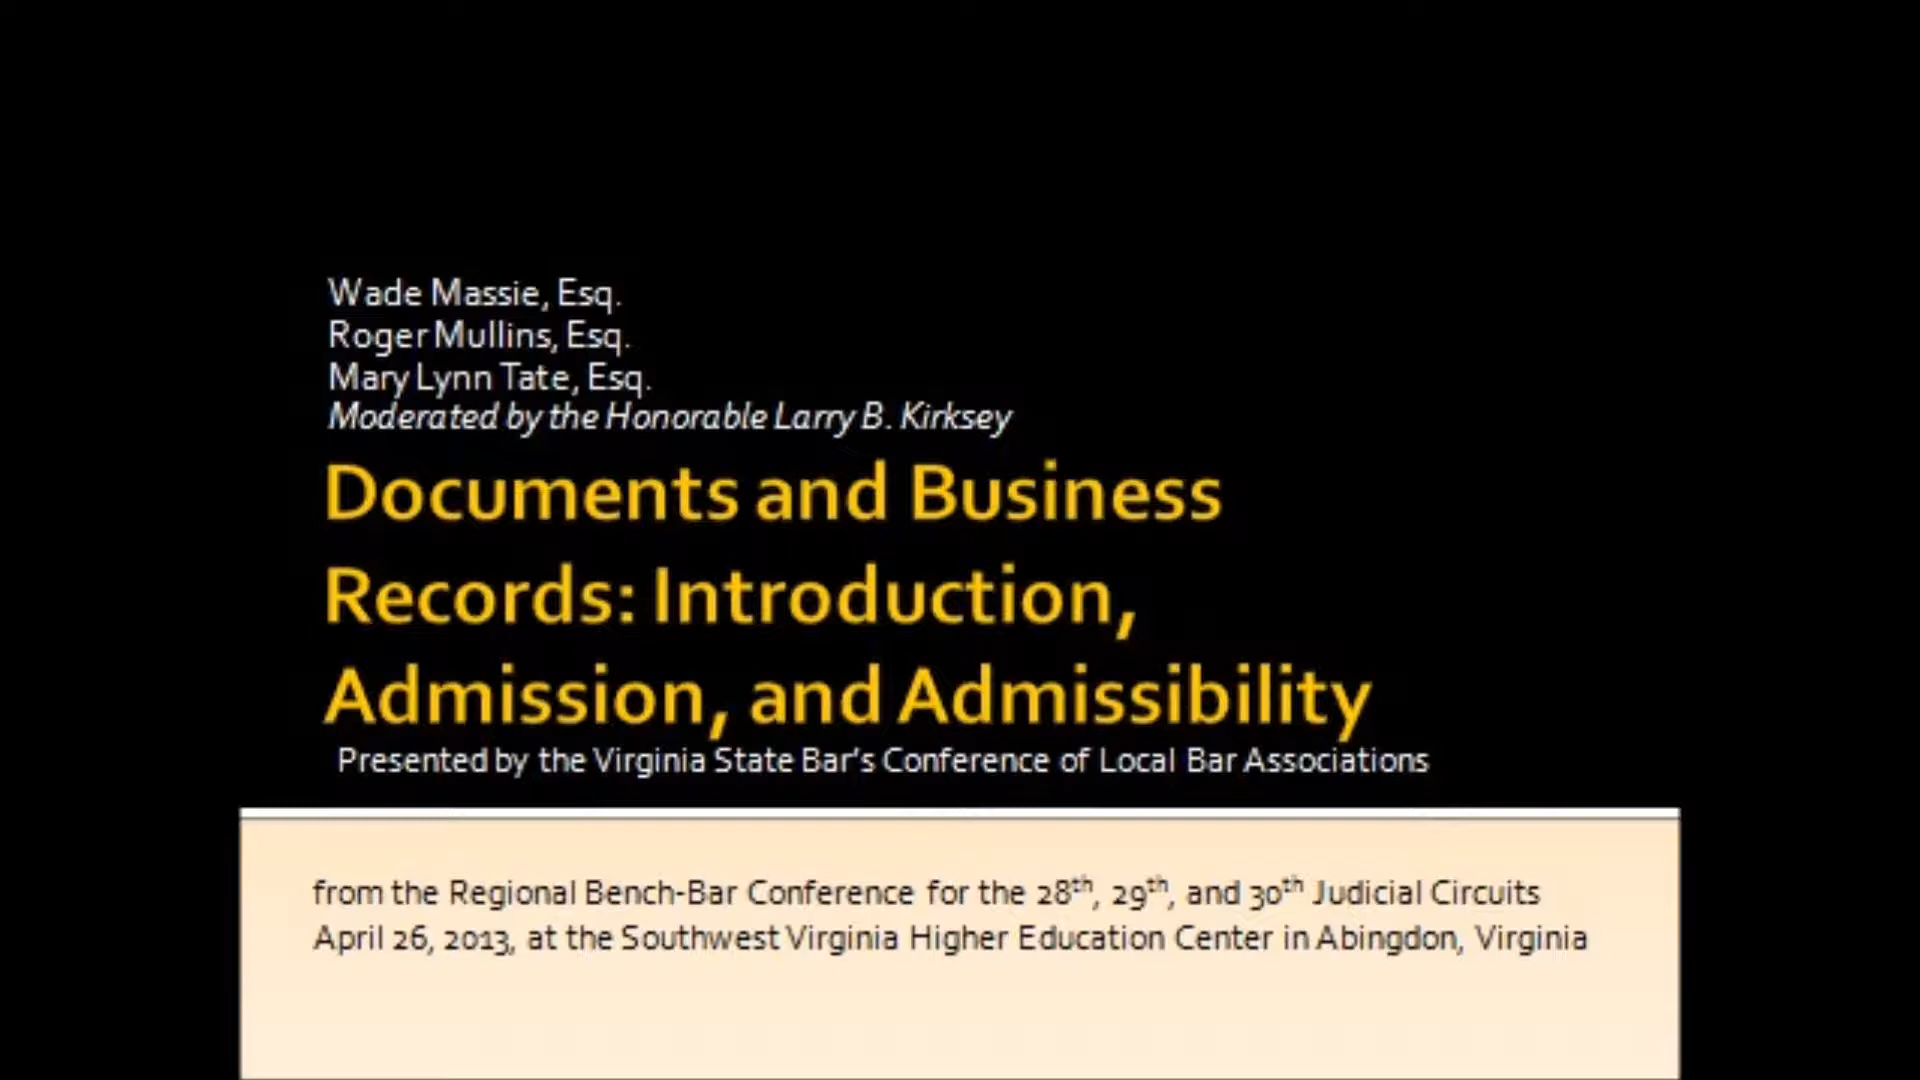 Wade Massie, Esq.
Roger Mullins, Esq.
Mary Lynn Tate, Esq.
Moderated by the Honorable Larry B. Kirksey
Documents and Business
Records: Introduction,
Admission, and Admissibility
Presented by the Virginia State Bar’s Conference of Local Bar Associations
from the Regional Bench-Bar Conference for the 28th, 29th, and 30th Judicial Circuits
April 26, 2013, at the Southwest Virginia Higher Education Center in Abingdon, Virginia